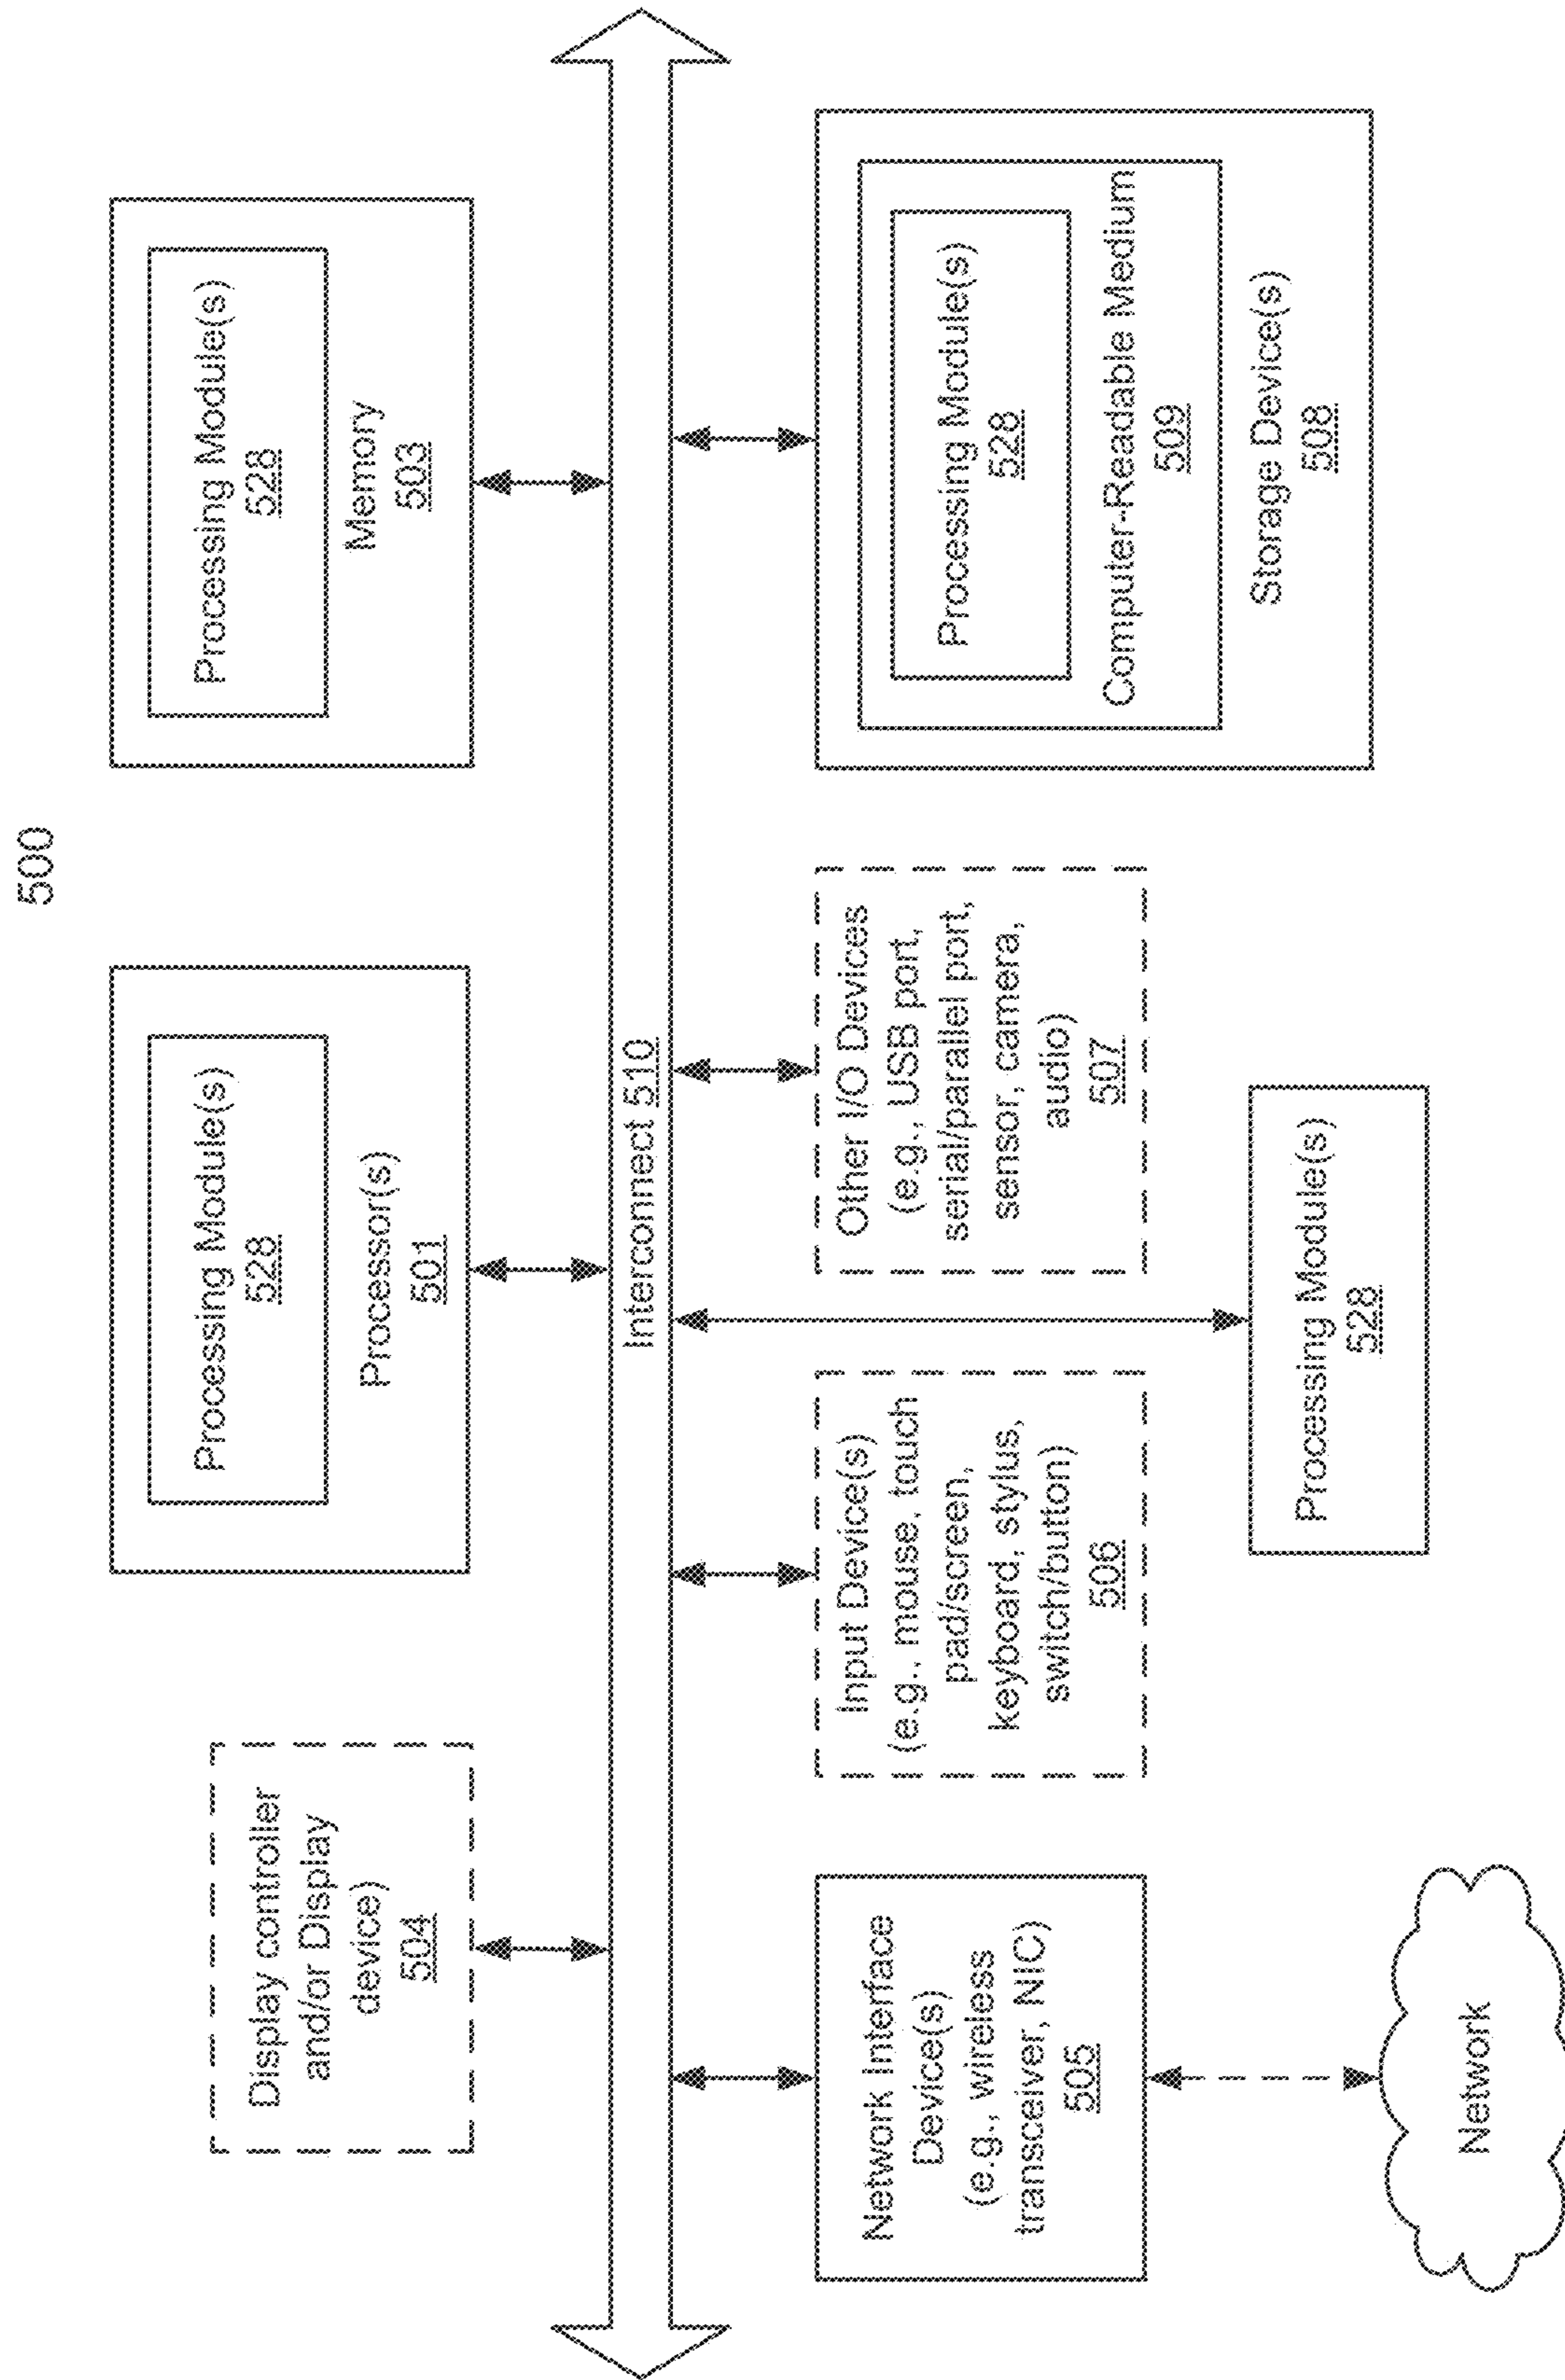 500
Display controller
and/or Display
device)
504
Processing Module(s)
528
Processor(s)
501
Processing Module(s)
528
Memory
503
Interconnect 510
Network Interface
Device(s)
(e.g., wireless
transceiver, NIC)
505
Input Device(s)
(e.g., mouse, touch
pad/screen,
keyboard, stylus,
switch/button)
506
Other I/O Devices
(e.g., USB port,
serial/parallel port,
sensor, camera,
audio)
507
Processing Module(s)
528
Computer-Readable Medium
509
Storage Device(s)
508
Processing Module(s)
528
Network